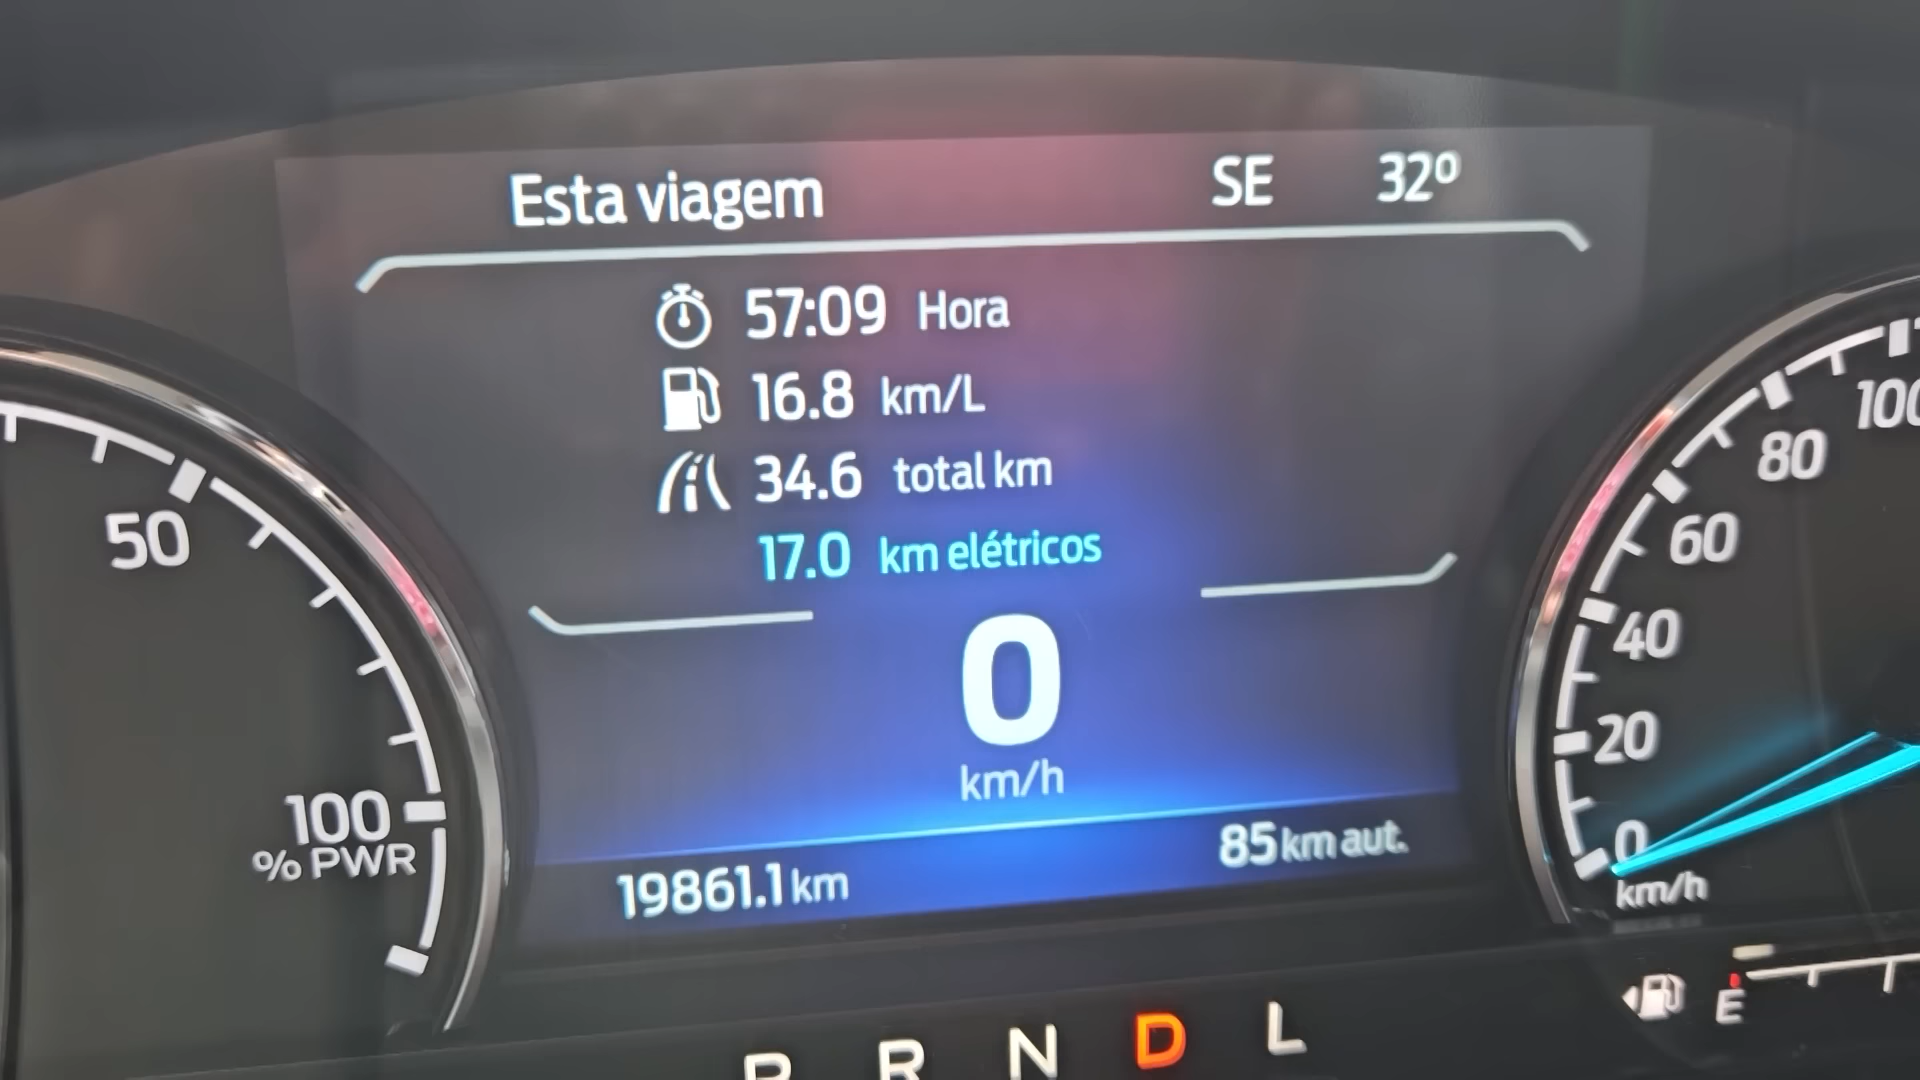 Esta viagem SE 32º
57:09 Hora
16.8 km/L
34.6 total km
17.0 km elétricos
0
km/h
19861.1 km 85 km aut.
50
100
% PWR
100
80
60
40
20
0
km/h
E
P R N D L